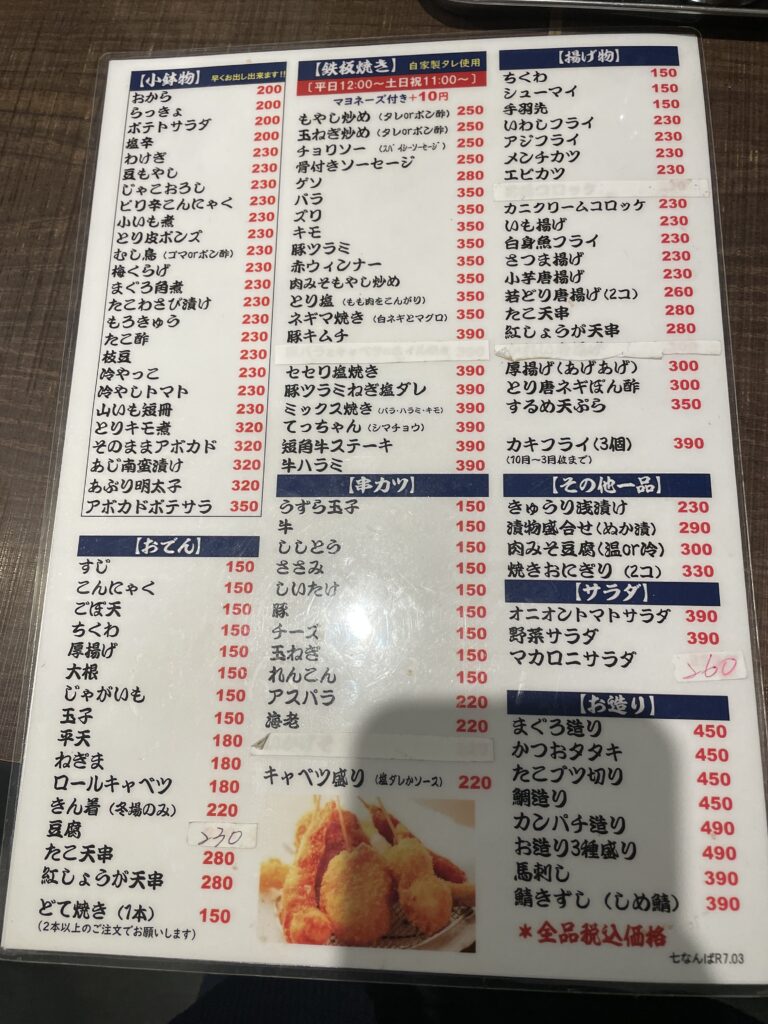 【小鉢物】 早くお出し出来ます!!
おから 200
らっきょ 200
ポテトサラダ 200
塩辛 200
わけぎ 230
豆もやし 230
じゃこおろし 230
ピリ辛こんにゃく 230
小いも煮 230
とり皮ポンズ 230
むし鳥(ゴマorポン酢) 230
梅くらげ 230
まぐろ角煮 230
たこわさび漬け 230
もろきゅう 230
たこ酢 230
枝豆 230
冷やっこ 230
冷やしトマト 230
山いも短冊 230
とりキモ煮 320
そのままアボカド 320
あじ南蛮漬け 320
あぶり明太子 320
アボカドポテサラ 350
【おでん】
すじ 150
こんにゃく 150
ごぼ天 150
ちくわ 150
厚揚げ 150
大根 150
じゃがいも 150
玉子 150
平天 180
ねぎま 180
ロールキャベツ 180
きん着(冬場のみ) 220
豆腐 230
たこ天串 280
紅しょうが天串 280
どて焼き(1本) 150
(2本以上のご注文でお願いします)
【鉄板焼き】 自家製タレ使用
[平日12:00〜土日祝11:00〜]
マヨネーズ付き+10円
もやし炒め(タレorポン酢) 250
玉ねぎ炒め(タレorポン酢) 250
チョリソー(スパイシーソーセージ) 250
骨付きソーセージ 250
ゲソ 280
バラ 350
ズリ 350
キモ 350
豚ツラミ 350
赤ウィンナー 350
肉みそもやし炒め 350
とり塩(もも肉をこんがり) 350
ネギマ焼き(白ネギとマグロ) 350
豚キムチ 390
セセリ塩焼き 390
豚ツラミねぎ塩ダレ 390
ミックス焼き(バラ・ハラミ・キモ) 390
てっちゃん(シマチョウ) 390
短角牛ステーキ 390
牛ハラミ 390
【串カツ】
うずら玉子 150
牛 150
ししとう 150
ささみ 150
しいたけ 150
豚 150
チーズ 150
玉ねぎ 150
れんこん 150
アスパラ 220
海老 220
キャベツ盛り(塩ダレかソース) 220
【揚げ物】
ちくわ 150
シューマイ 150
手羽先 150
いわしフライ 230
アジフライ 230
メンチカツ 230
エビカツ 230
カニクリームコロッケ 230
いも揚げ 230
白身魚フライ 230
さつま揚げ 230
小芋唐揚げ 230
若どり唐揚げ(2コ) 260
たこ天串 280
紅しょうが天串 280
厚揚げ(あげあげ) 300
とり唐ネギぽん酢 300
するめ天ぷら 350
カキフライ(3個) 390
(10月〜3月位まで)
【その他一品】
きゅうり浅漬け 230
漬物盛合せ(ぬか漬) 290
肉みそ豆腐(温or冷) 300
焼きおにぎり(2コ) 330
【サラダ】
オニオントマトサラダ 390
野菜サラダ 390
マカロニサラダ 260
【お造り】
まぐろ造り 450
かつおタタキ 450
たこブツ切り 450
鯛造り 450
カンパチ造り 490
お造り3種盛り 490
馬刺し 390
鯖きずし(しめ鯖) 390
*全品税込価格
七なんばR7.03